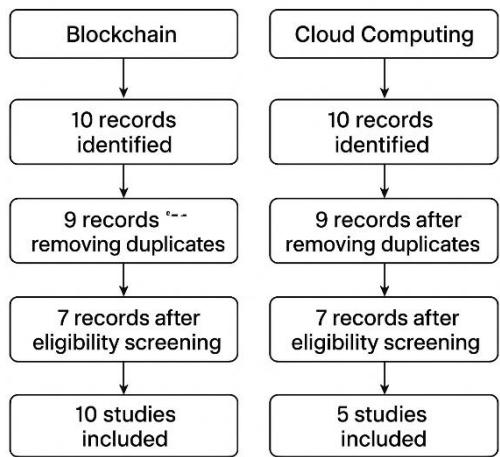 Blockchain
10 records
identified
9 records
removing duplicates
7 records after
eligibility screening
10 studies
included
Cloud Computing
10 records
identified
9 records after
removing duplicates
7 records after
eligibility screening
5 studies
included